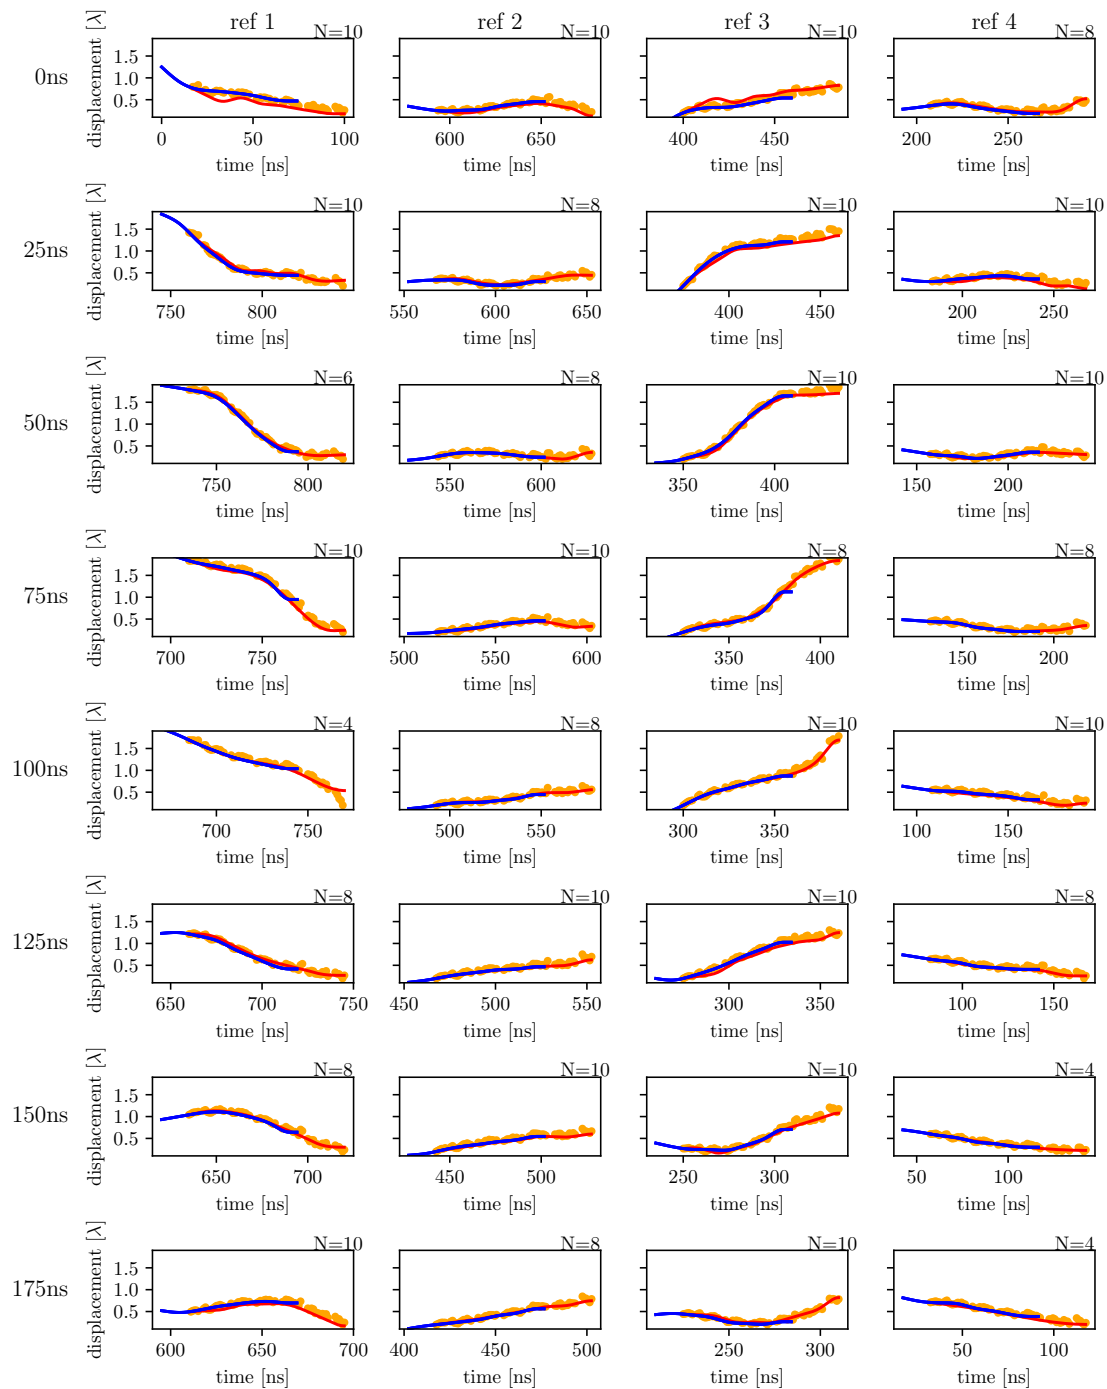 ref 1 ref 2 ref 3 ref 4
N=10 N=10 N=10 N=8
0ns displacement [λ] 1.5 1.0 0.5
0 50 100 600 650 400 450 200 250
time [ns] time [ns] time [ns] time [ns]
N=10 N=8 N=10 N=10
25ns displacement [λ] 1.5 1.0 0.5
750 800 550 600 650 400 450 200 250
time [ns] time [ns] time [ns] time [ns]
N=6 N=8 N=10 N=10
50ns displacement [λ] 1.5 1.0 0.5
750 800 550 600 350 400 150 200
time [ns] time [ns] time [ns] time [ns]
N=10 N=10 N=8 N=8
75ns displacement [λ] 1.5 1.0 0.5
700 750 500 550 600 350 400 150 200
time [ns] time [ns] time [ns] time [ns]
N=4 N=8 N=10 N=10
100ns displacement [λ] 1.5 1.0 0.5
700 750 500 550 300 350 100 150
time [ns] time [ns] time [ns] time [ns]
N=8 N=10 N=10 N=8
125ns displacement [λ] 1.5 1.0 0.5
650 700 750 450 500 550 300 350 100 150
time [ns] time [ns] time [ns] time [ns]
N=8 N=10 N=10 N=4
150ns displacement [λ] 1.5 1.0 0.5
650 700 450 500 250 300 50 100
time [ns] time [ns] time [ns] time [ns]
N=10 N=8 N=10 N=4
175ns displacement [λ] 1.5 1.0 0.5
600 650 700 400 450 500 250 300 50 100
time [ns] time [ns] time [ns] time [ns]